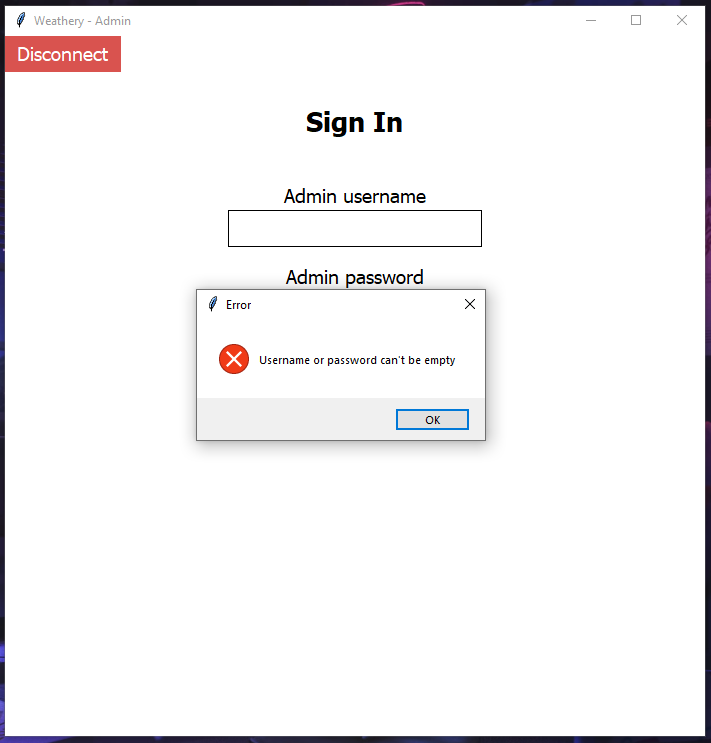 Weathery - Admin
Disconnect
Sign In
Admin username
Admin password
Error
Username or password can't be empty
OK